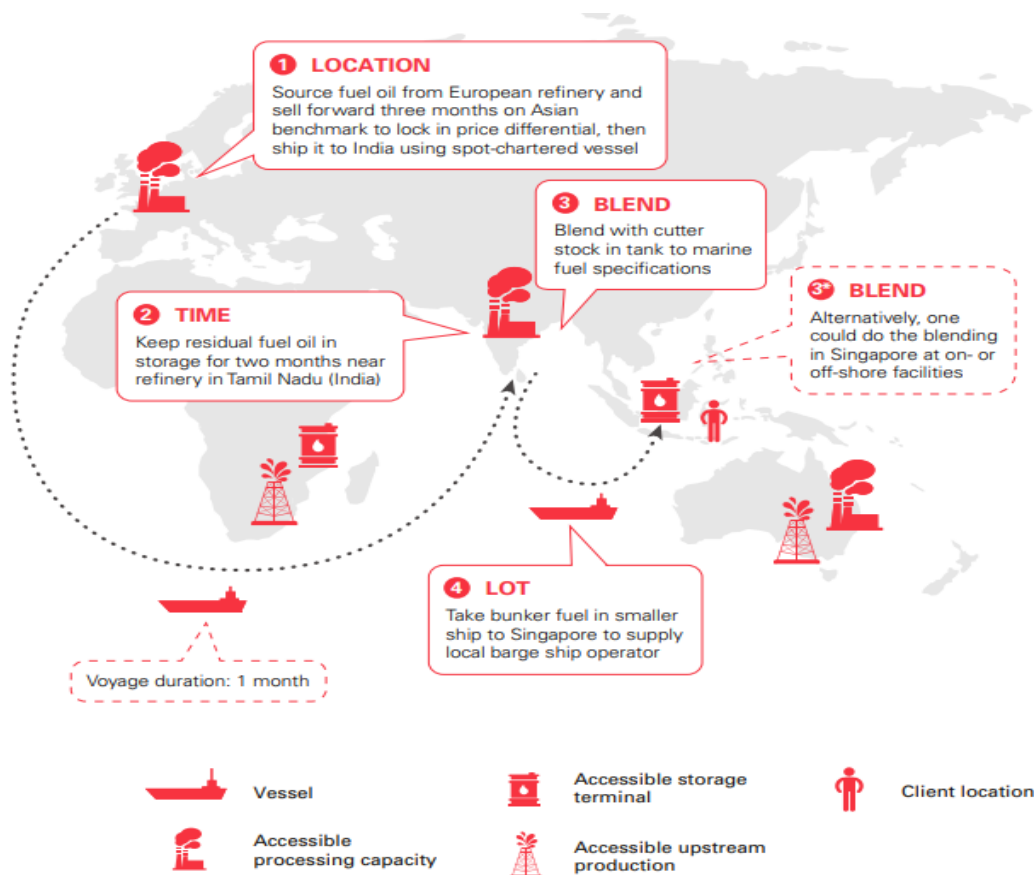 1 LOCATION
Source fuel oil from European refinery and
sell forward three months on Asian
benchmark to lock in price differential, then
ship it to India using spot-chartered vessel
3 BLEND
Blend with cutter
stock in tank to marine
fuel specifications
2 TIME
Keep residual fuel oil in
storage for two months near
refinery in Tamil Nadu (India)
3* BLEND
Alternatively, one
could do the blending
in Singapore at on- or
off-shore facilities
4 LOT
Take bunker fuel in smaller
ship to Singapore to supply
local barge ship operator
Voyage duration: 1 month
Vessel
Accessible storage
terminal
Client location
Accessible
processing capacity
Accessible upstream
production